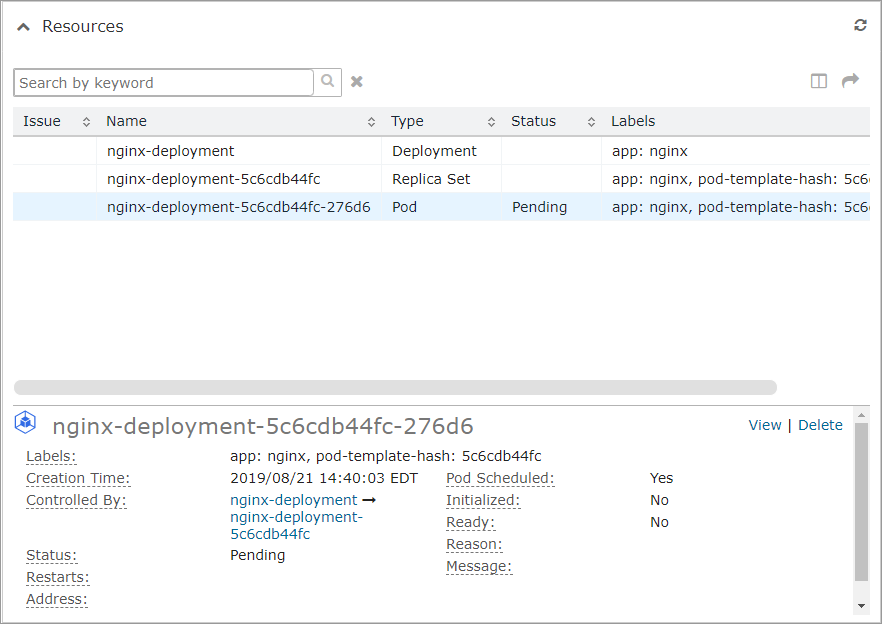 Resources
Search by keyword
Issue Name Type Status Labels
nginx-deployment Deployment app: nginx
nginx-deployment-5c6cdb44fc Replica Set app: nginx, pod-template-hash: 5c6
nginx-deployment-5c6cdb44fc-276d6 Pod Pending app: nginx, pod-template-hash: 5c6
nginx-deployment-5c6cdb44fc-276d6 View | Delete
Labels: app: nginx, pod-template-hash: 5c6cdb44fc
Creation Time: 2019/08/21 14:40:03 EDT Pod Scheduled: Yes
Controlled By: nginx-deployment → Initialized: No
nginx-deployment- Ready: No
5c6cdb44fc
Reason:
Status: Pending Message:
Restarts:
Address: